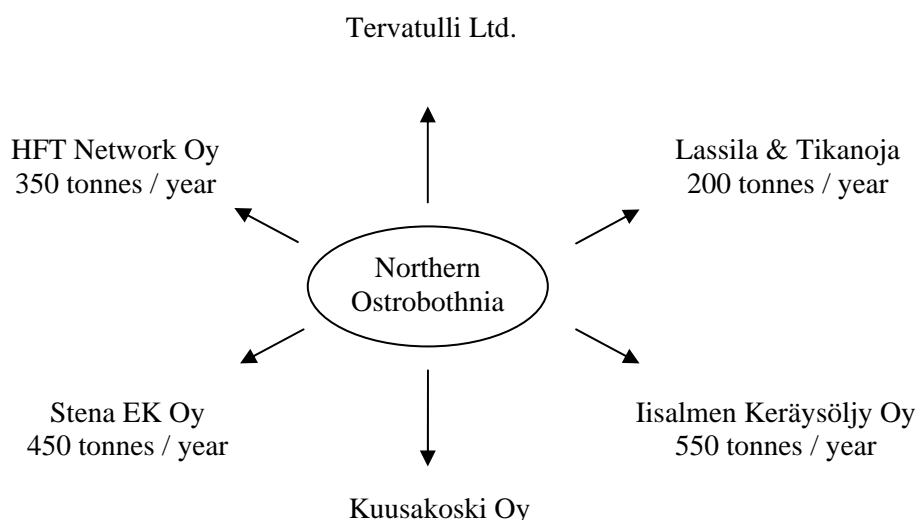 Tervatulli Ltd.
HFT Network Oy
350 tonnes / year
Lassila & Tikanoja
200 tonnes / year
Northern
Ostrobothnia
Stena EK Oy
450 tonnes / year
Iisalmen Keräysöljy Oy
550 tonnes / year
Kuusakoski Oy